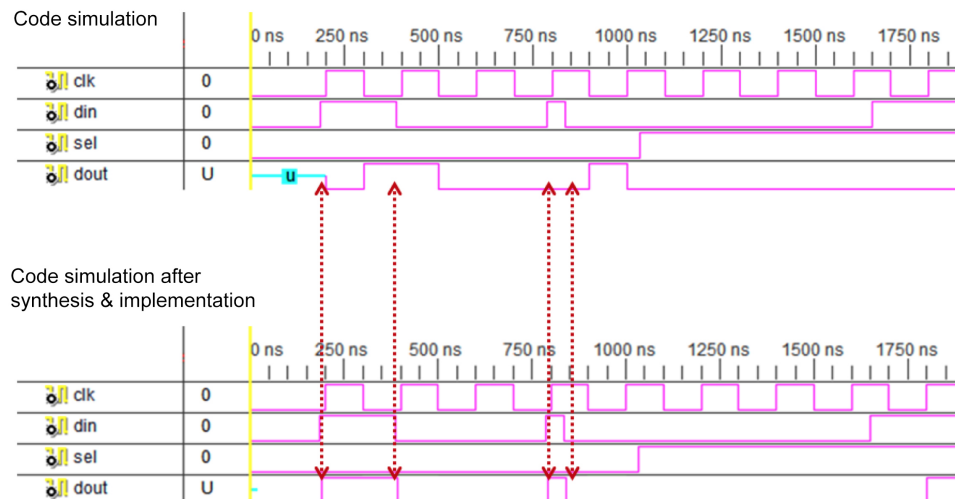 Code simulation
0 ns 250 ns 500 ns 750 ns 1000 ns 1250 ns 1500 ns 1750 ns
clk 0
din 0
sel 0
dout U u
Code simulation after
synthesis & implementation
0 ns 250 ns 500 ns 750 ns 1000 ns 1250 ns 1500 ns 1750 ns
clk 0
din 0
sel 0
dout U